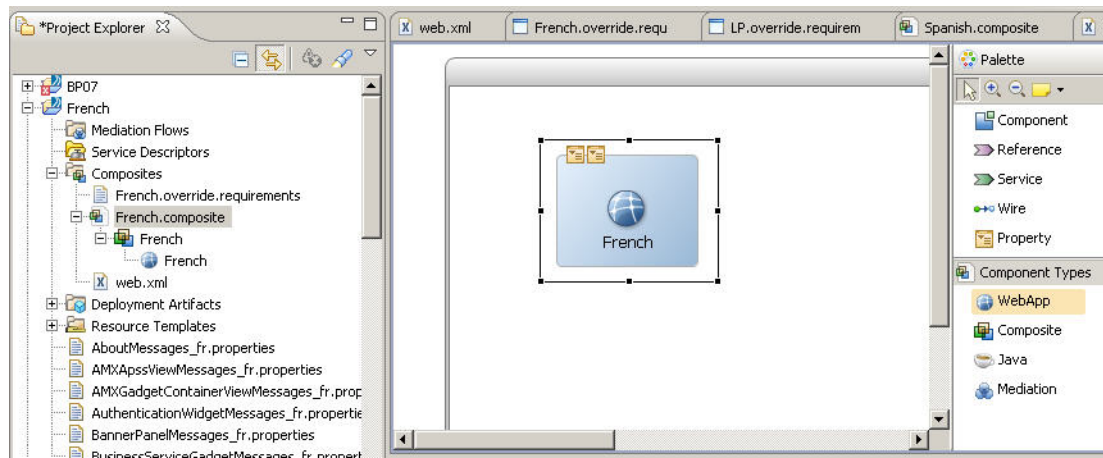 *Project Explorer
BP07
French
Mediation Flows
Service Descriptors
Composites
French.override.requirements
French.composite
French
French
web.xml
Deployment Artifacts
Resource Templates
AboutMessages_fr.properties
AMXApssViewMessages_fr.properties
AMXGadgetContainerViewMessages_fr.prop
AuthenticationWidgetMessages_fr.propertie
BannerPanelMessages_fr.properties
BusinessServiceGadgetMessages_fr.propert
web.xml
French.override.requ
LP.override.requirem
Spanish.composite
French
Palette
Component
Reference
Service
Wire
Property
Component Types
WebApp
Composite
Java
Mediation